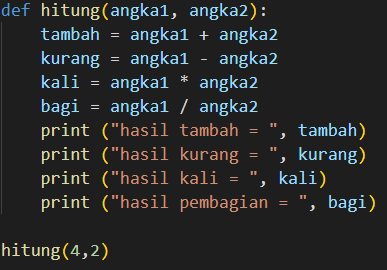 def hitung(angka1, angka2):
    tambah = angka1 + angka2
    kurang = angka1 - angka2
    kali = angka1 * angka2
    bagi = angka1 / angka2
    print ("hasil tambah = ", tambah)
    print ("hasil kurang = ", kurang)
    print ("hasil kali = ", kali)
    print ("hasil pembagian = ", bagi)

hitung(4,2)